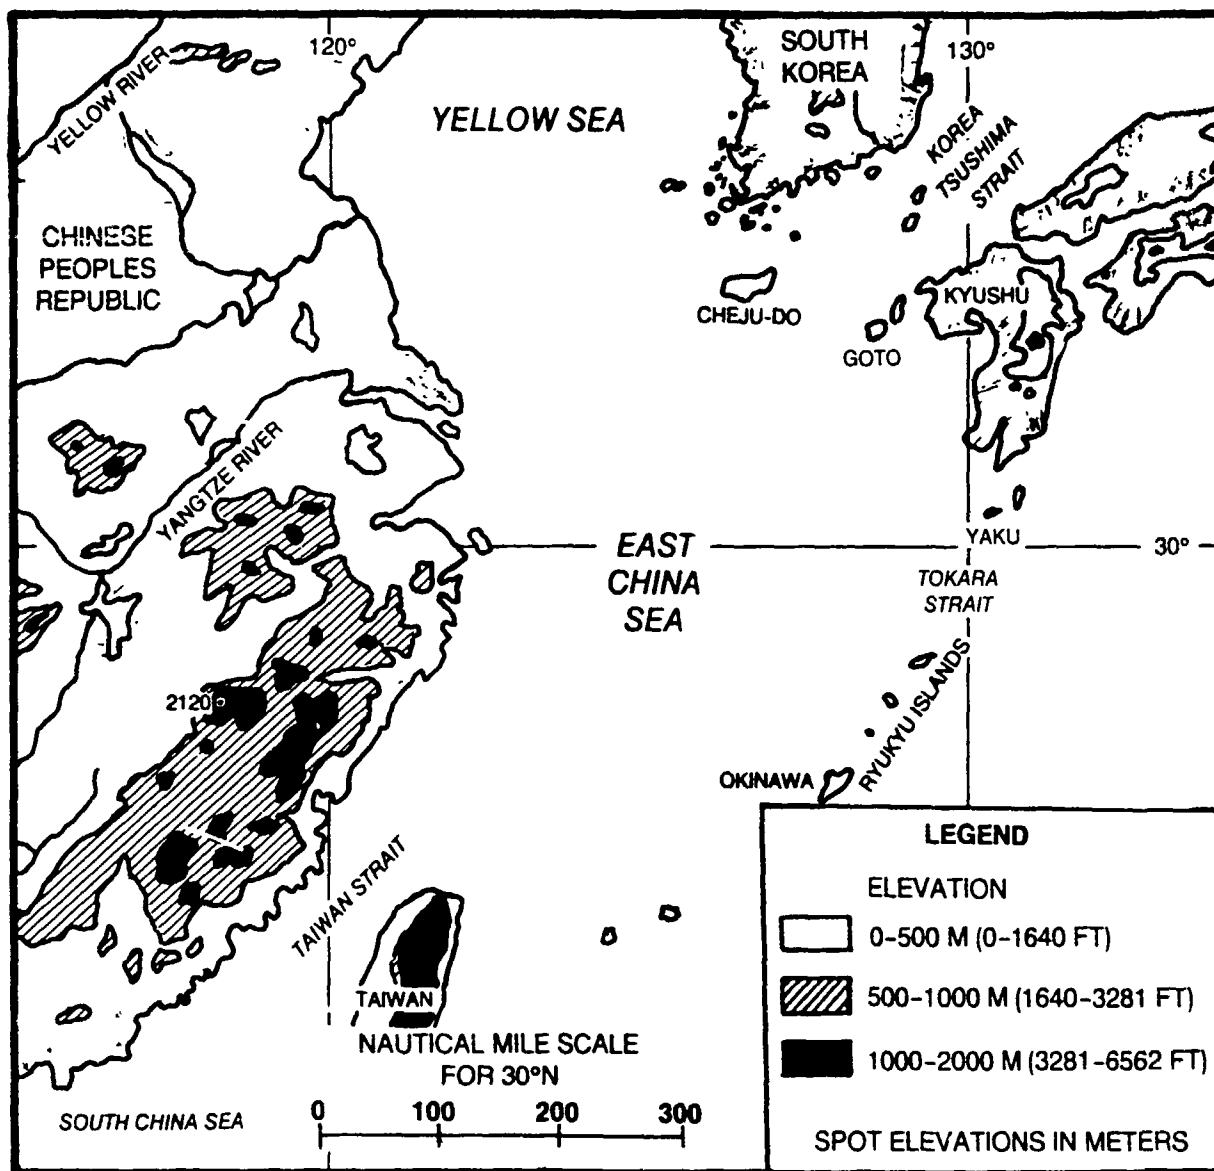 120°
SOUTH
KOREA
130°
YELLOW RIVER
YELLOW SEA
KOREA
TSUSHIMA
STRAIT
CHINESE
PEOPLES
REPUBLIC
CHEJU-DO
KYUSHU
GOTO
YANGTZE RIVER
EAST
CHINA
SEA
YAKU
30°
TOKARA
STRAIT
2120
RYUKYU ISLANDS
OKINAWA
TAIWAN STRAIT
TAIWAN
NAUTICAL MILE SCALE
FOR 30°N
0 100 200 300
SOUTH CHINA SEA
LEGEND
ELEVATION
0-500 M (0-1640 FT)
500-1000 M (1640-3281 FT)
1000-2000 M (3281-6562 FT)
SPOT ELEVATIONS IN METERS